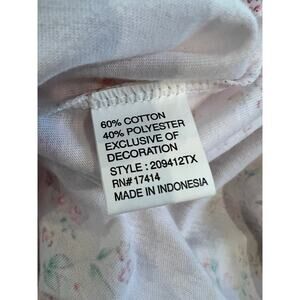 60% COTTON
40% POLYESTER
EXCLUSIVE OF
DECORATION
STYLE : 209412TX
RN#17414
MADE IN INDONESIA